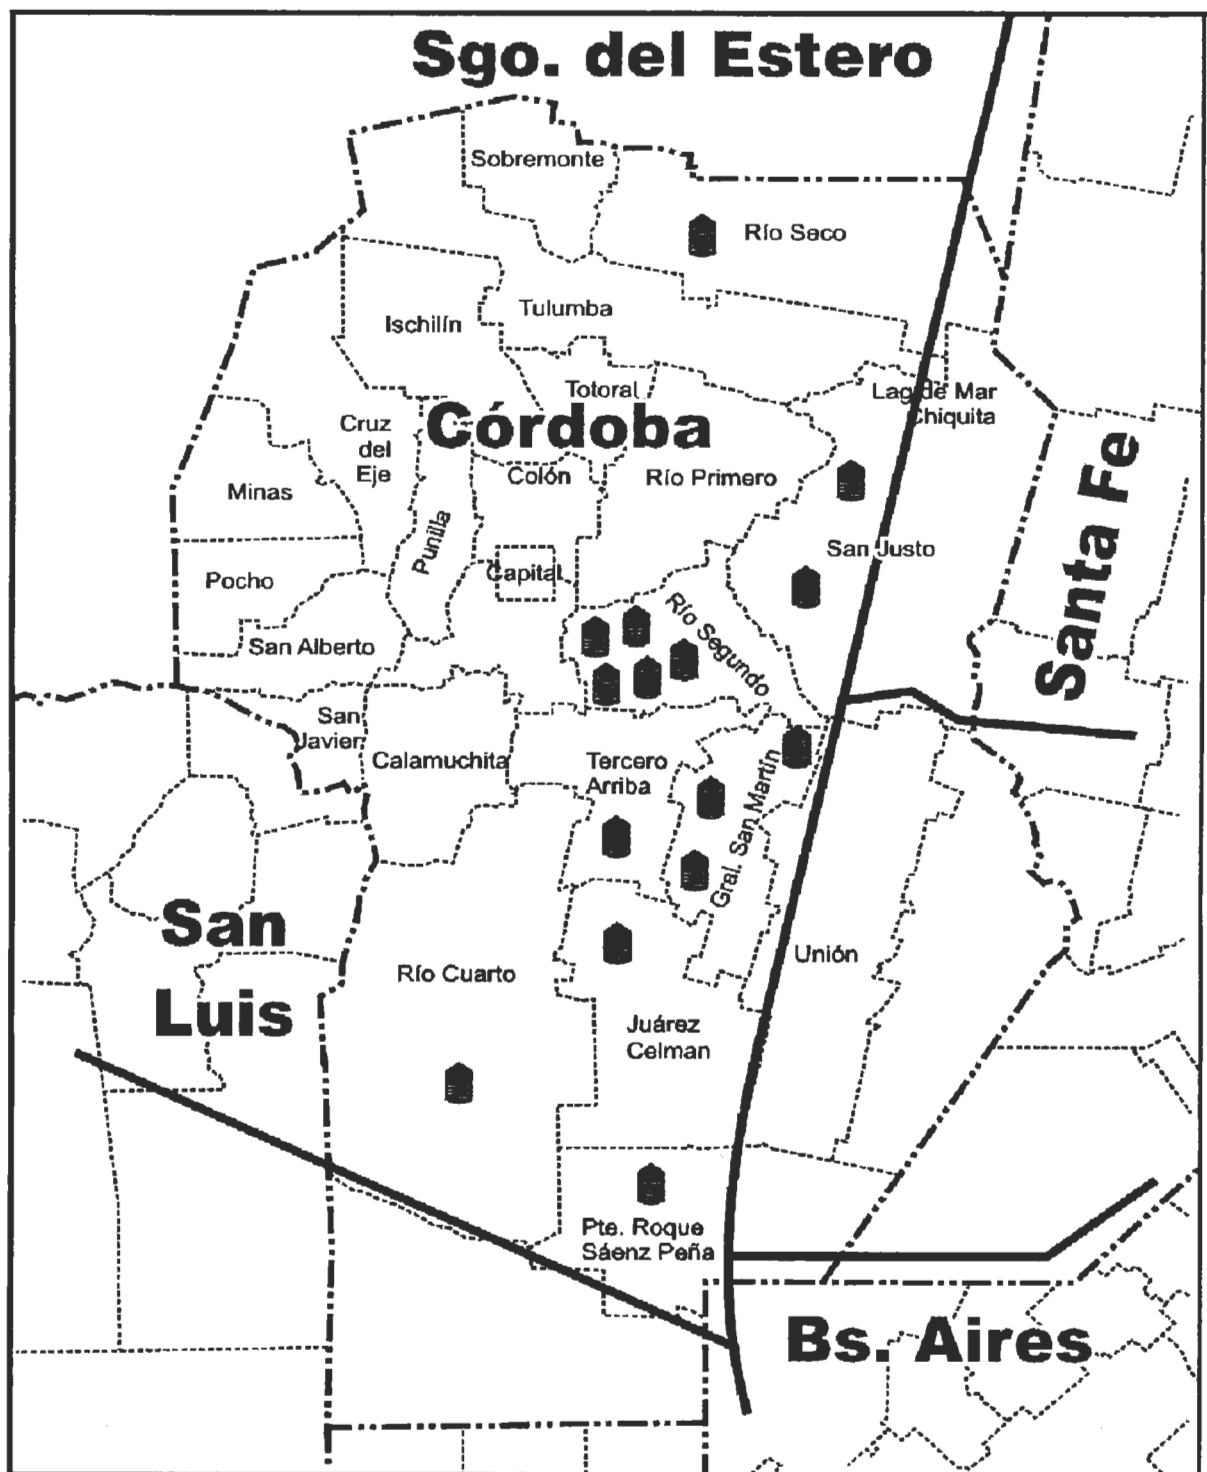 Sgo. del Estero
Sobremonte
Río Seco
Tulumba
Ischilín
Totoral
Lag. de Mar
Chiquita
Córdoba
Cruz
del
Eje
Colón
Río Primero
Minas
Santa Fe
Punilla
San Justo
Capital
Pocho
Río Segundo
San Alberto
San
Javier
Calamuchita
Tercero
Arriba
Gral. San Martín
San
Luis
Río Cuarto
Unión
Juárez
Celman
Pte. Roque
Sáenz Peña
Bs. Aires